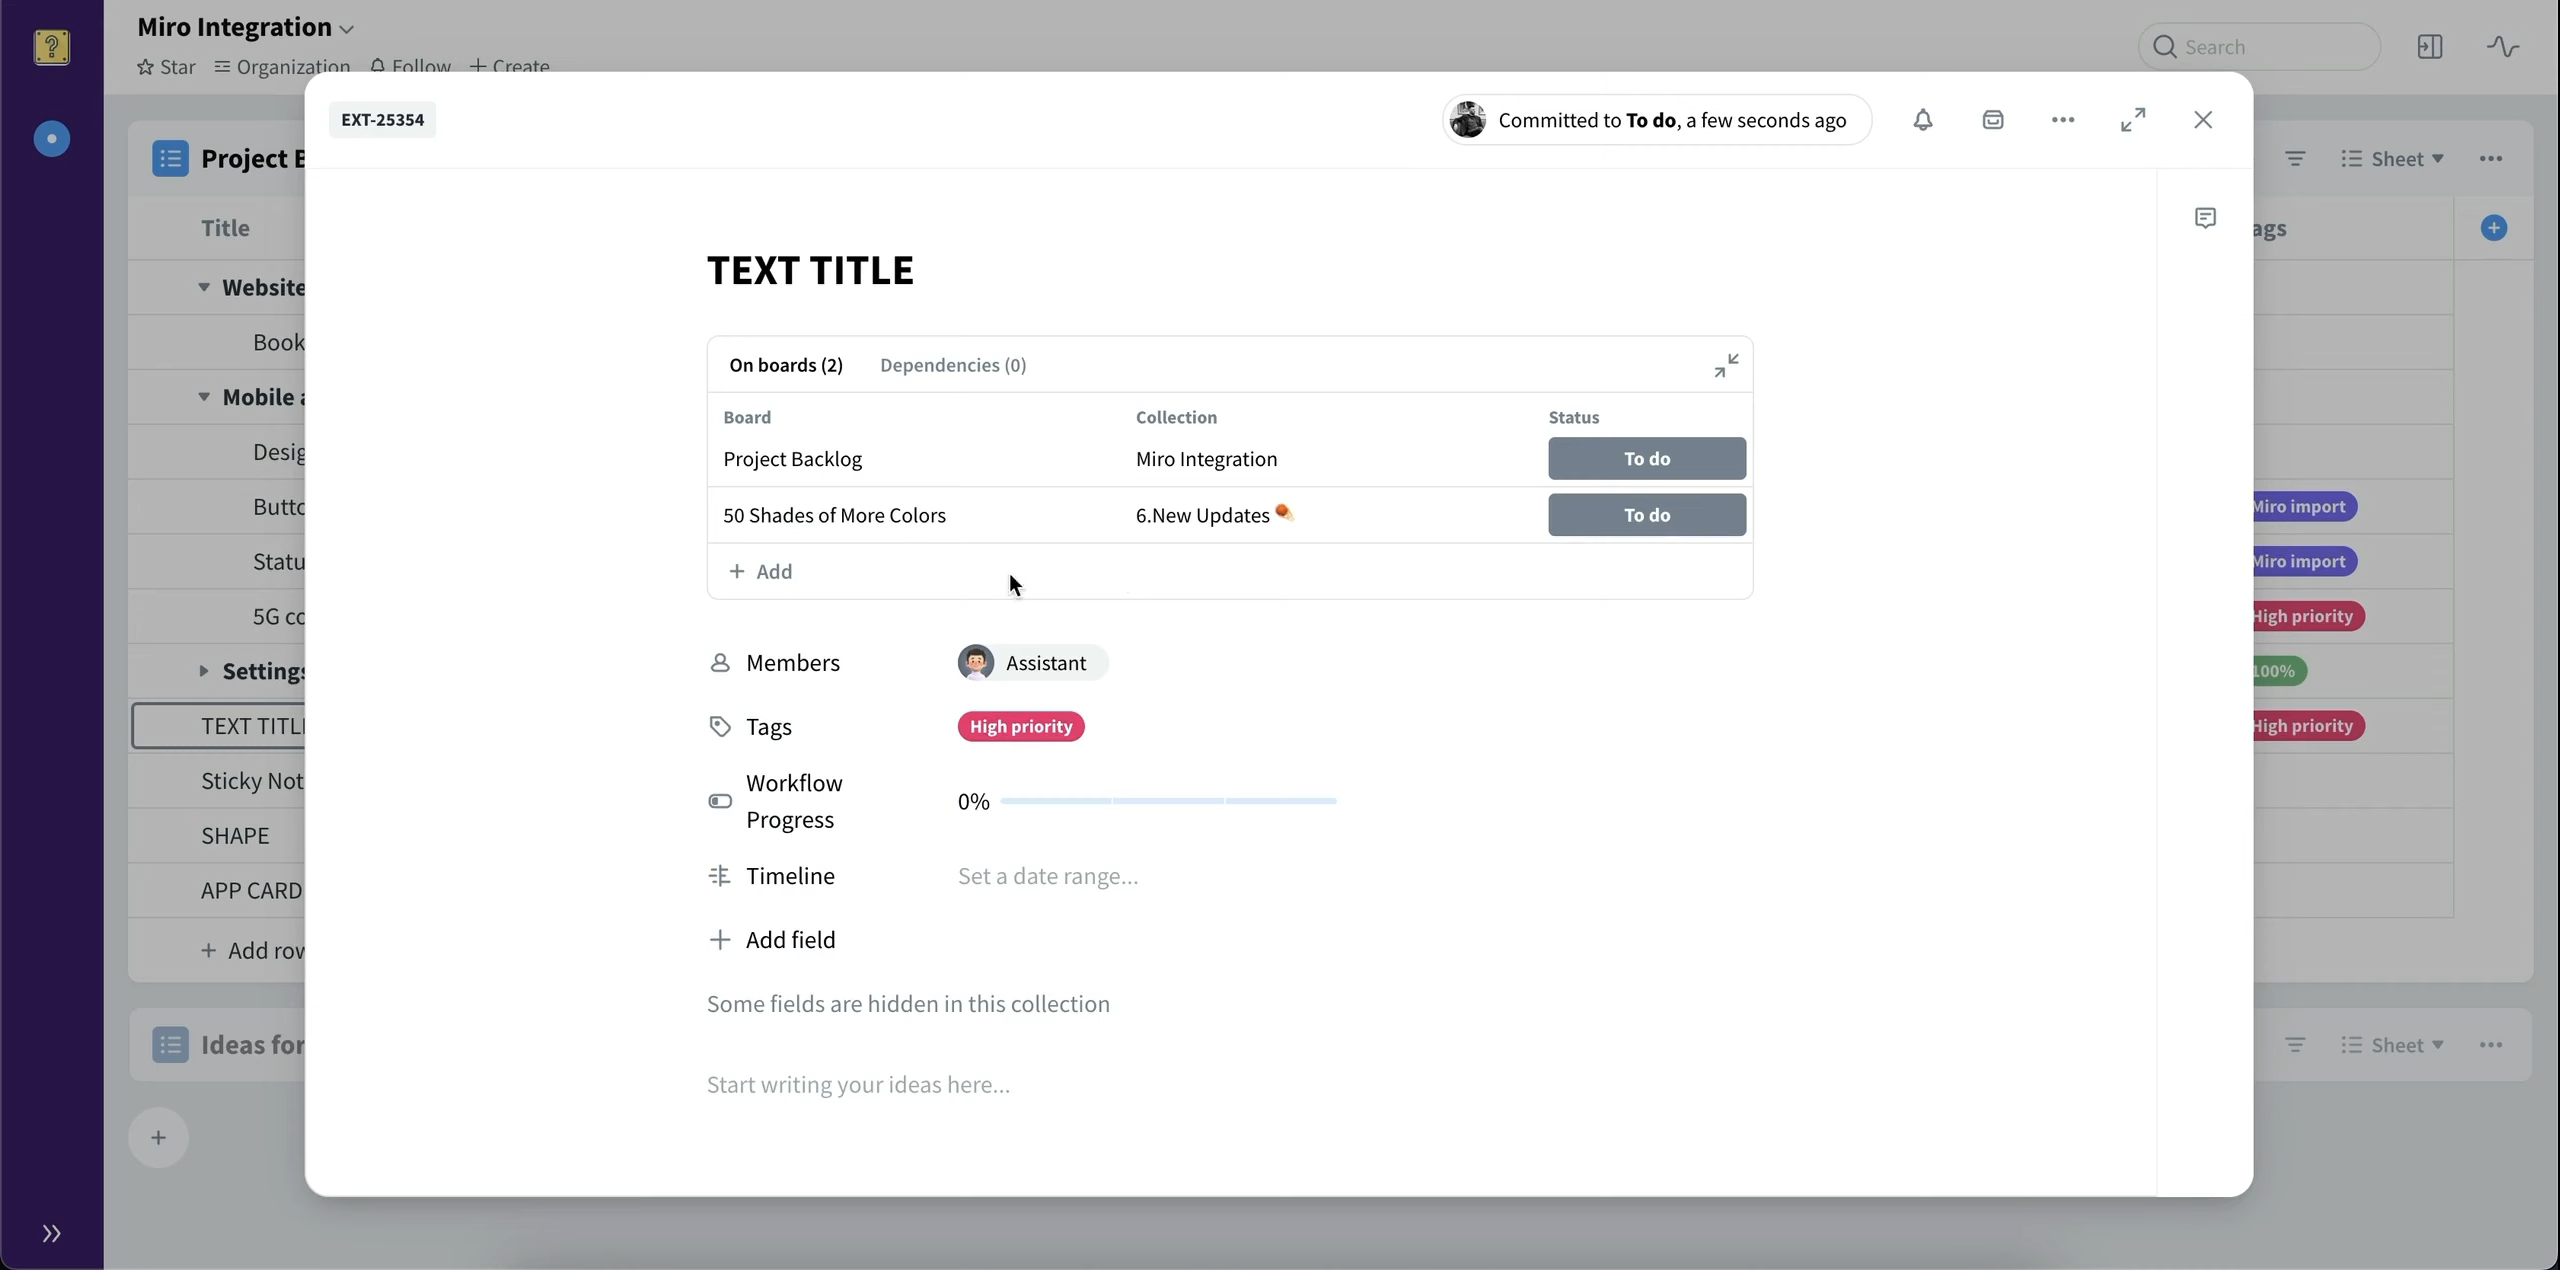 Miro Integration
Star Organization Follow + Create
Search
EXT-25354
Committed to To do, a few seconds ago
Project B
Sheet
Title
ags
TEXT TITLE
Website
Book
Mobile a
Desig
Butto
Statu
5G co
Settings
TEXT TITLE
Sticky Not
SHAPE
APP CARD
+ Add row
On boards (2) Dependencies (0)
Board Collection Status
Project Backlog Miro Integration To do
50 Shades of More Colors 6.New Updates To do
+ Add
Members Assistant
Tags High priority
Workflow
Progress
0%
Timeline Set a date range...
Add field
Some fields are hidden in this collection
Start writing your ideas here...
Miro import
Miro import
High priority
100%
High priority
Ideas for
Sheet